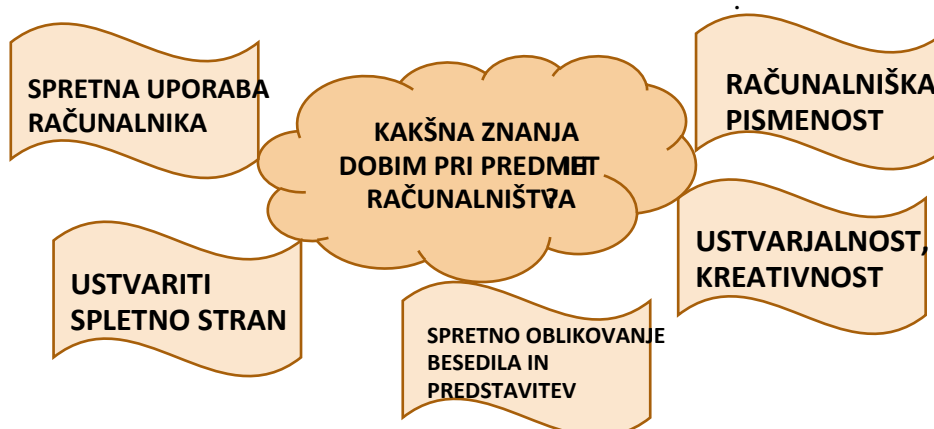 SPRETNA UPORABA
RAČUNALNIKA
KAKŠNA ZNANJA
DOBIM PRI PREDMET
RAČUNALNIŠTVA?
RAČUNALNIŠKA
PISMENOST
USTVARITI
SPLETNO STRAN
SPRETNO OBLIKOVANJE
BESEDILA IN
PREDSTAVITEV
USTVARJALNOST,
KREATIVNOST